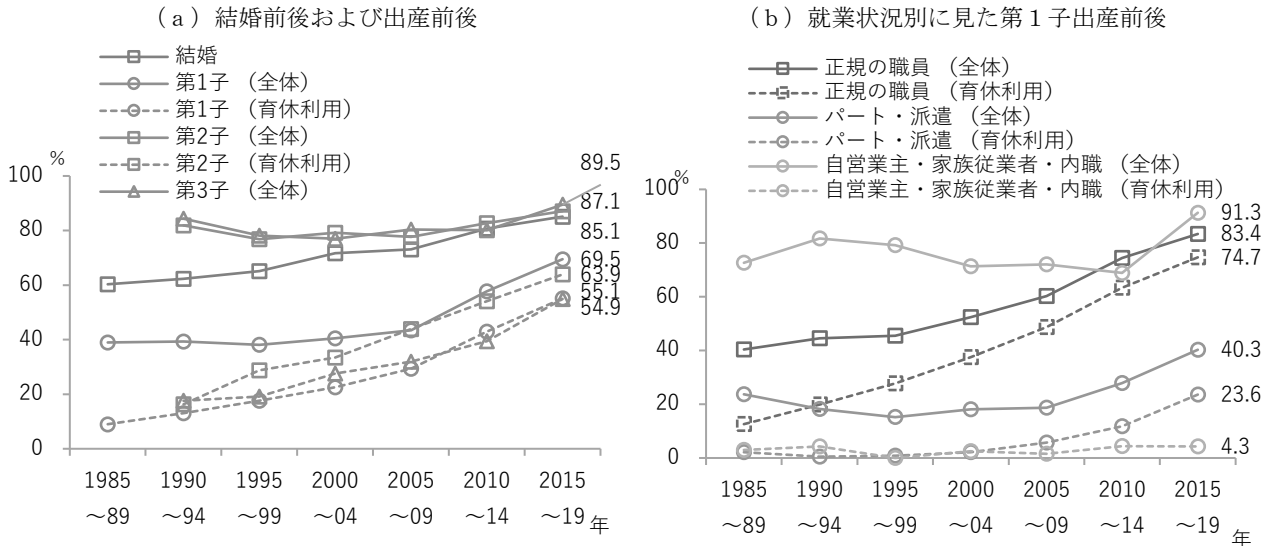 （a）結婚前後および出産前後
結婚
第1子 （全体）
第1子 （育休利用）
第2子 （全体）
第2子 （育休利用）
第3子 （全体）
%
100
80
60
40
20
0
89.5
87.1
85.1
69.5
63.9
63.9
55.1
54.9
1985 1990 1995 2000 2005 2010 2015
～89 ～94 ～99 ～04 ～09 ～14 ～19 年
（b）就業状況別に見た第１子出産前後
正規の職員 （全体）
正規の職員 （育休利用）
パート・派遣 （全体）
パート・派遣 （育休利用）
自営業主・家族従業者・内職 （全体）
自営業主・家族従業者・内職 （育休利用）
%
100
80
60
40
20
0
91.3
83.4
74.7
40.3
23.6
4.3
1985 1990 1995 2000 2005 2010 2015
～89 ～94 ～99 ～04 ～09 ～14 ～19 年